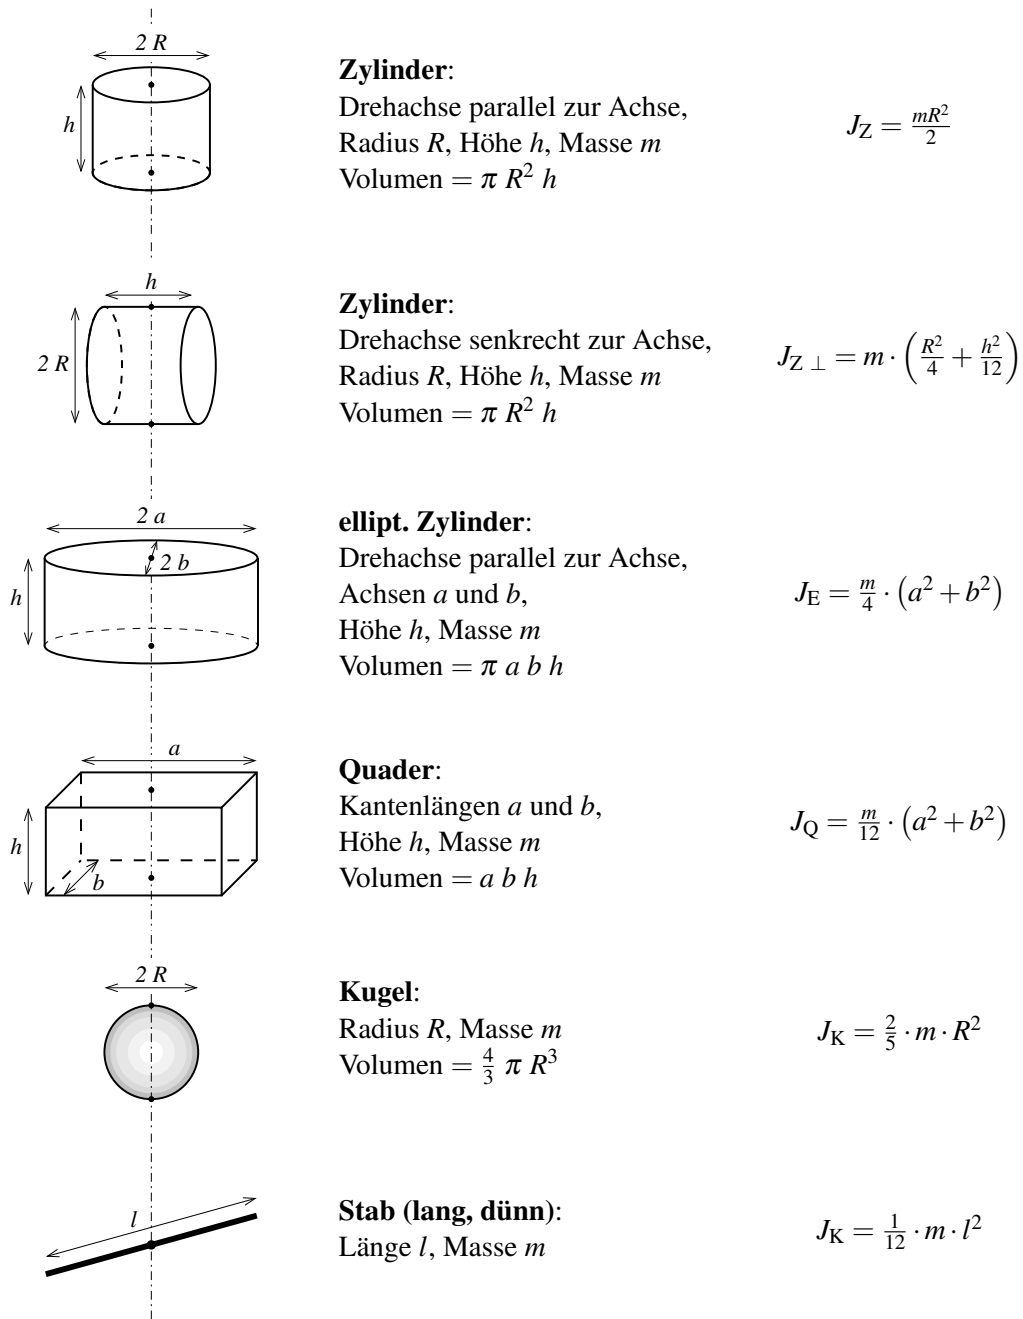 2 R
h
Zylinder:
Drehachse parallel zur Achse,
Radius R, Höhe h, Masse m
Volumen = π R² h
J_Z = mR²/2
h
2 R
Zylinder:
Drehachse senkrecht zur Achse,
Radius R, Höhe h, Masse m
Volumen = π R² h
J_Z ⊥ = m · (R²/4 + h²/12)
2 a
2 b
h
ellipt. Zylinder:
Drehachse parallel zur Achse,
Achsen a und b,
Höhe h, Masse m
Volumen = π a b h
J_E = m/4 · (a² + b²)
a
h
b
Quader:
Kantenlängen a und b,
Höhe h, Masse m
Volumen = a b h
J_Q = m/12 · (a² + b²)
2 R
Kugel:
Radius R, Masse m
Volumen = 4/3 π R³
J_K = 2/5 · m · R²
l
Stab (lang, dünn):
Länge l, Masse m
J_K = 1/12 · m · l²